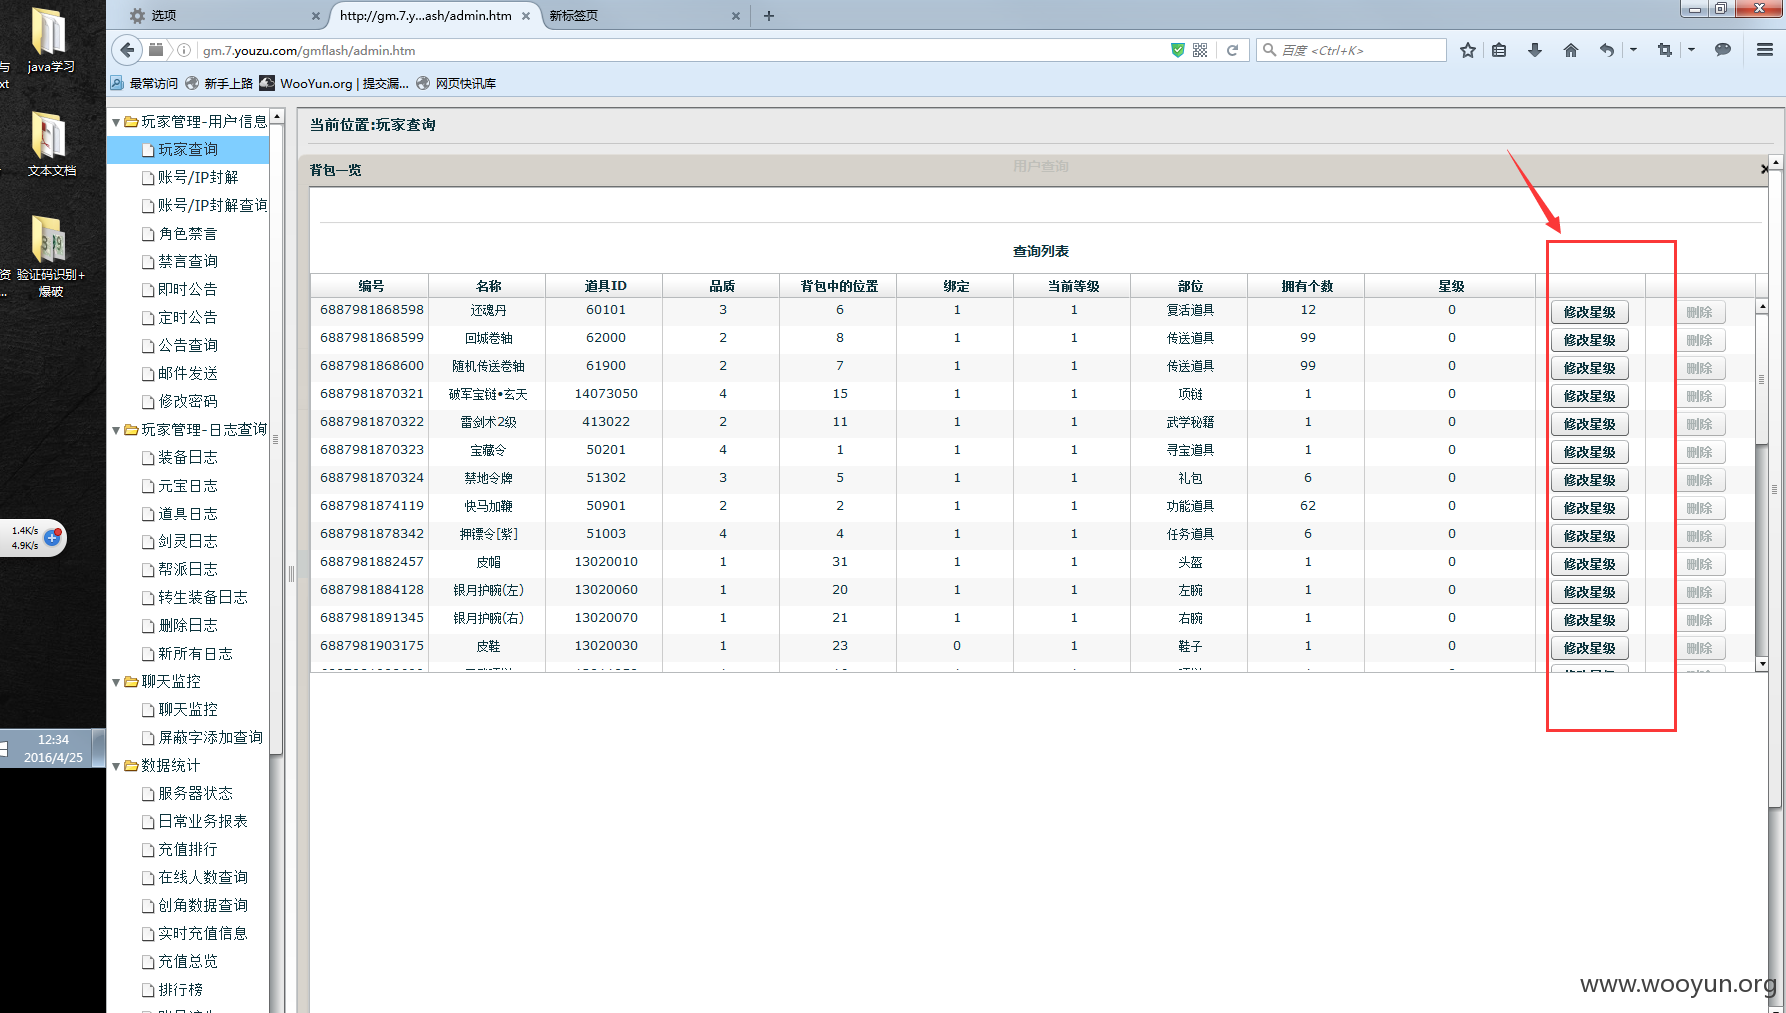 选项
http://gm.7.y...ash/admin.htm
新标签页
gm.7.youzu.com/gmflash/admin.htm
百度 <Ctrl+K>
最常访问
新手上路
WooYun.org | 提交漏...
网页快讯库
java学习
与
xt
文本文档
资
验证码识别+
爆破
...
1.4K/s
4.9K/s
12:34
2016/4/25
玩家管理-用户信息
玩家查询
账号/IP封解
账号/IP封解查询
角色禁言
禁言查询
即时公告
定时公告
公告查询
邮件发送
修改密码
玩家管理-日志查询
装备日志
元宝日志
道具日志
剑灵日志
帮派日志
转生装备日志
删除日志
新所有日志
聊天监控
聊天监控
屏蔽字添加查询
数据统计
服务器状态
日常业务报表
充值排行
在线人数查询
创角数据查询
实时充值信息
充值总览
排行榜
当前位置:玩家查询
用户查询
背包一览
查询列表
编号 名称 道具ID 品质 背包中的位置 绑定 当前等级 部位 拥有个数 星级
6887981868598 还魂丹 60101 3 6 1 1 复活道具 12 0 修改星级 删除
6887981868599 回城卷轴 62000 2 8 1 1 传送道具 99 0 修改星级 删除
6887981868600 随机传送卷轴 61900 2 7 1 1 传送道具 99 0 修改星级 删除
6887981870321 破军宝链•玄天 14073050 4 15 1 1 项链 1 0 修改星级 删除
6887981870322 雷剑术2级 413022 2 11 1 1 武学秘籍 1 0 修改星级 删除
6887981870323 宝藏令 50201 4 1 1 1 寻宝道具 1 0 修改星级 删除
6887981870324 禁地令牌 51302 3 5 1 1 礼包 6 0 修改星级 删除
6887981874119 快马加鞭 50901 2 2 1 1 功能道具 62 0 修改星级 删除
6887981878342 押镖令[紫] 51003 4 4 1 1 任务道具 6 0 修改星级 删除
6887981882457 皮帽 13020010 1 31 1 1 头盔 1 0 修改星级 删除
6887981884128 银月护腕(左) 13020060 1 20 1 1 左腕 1 0 修改星级 删除
6887981891345 银月护腕(右) 13020070 1 21 1 1 右腕 1 0 修改星级 删除
6887981903175 皮鞋 13020030 1 23 0 1 鞋子 1 0 修改星级 删除
www.wooyun.org